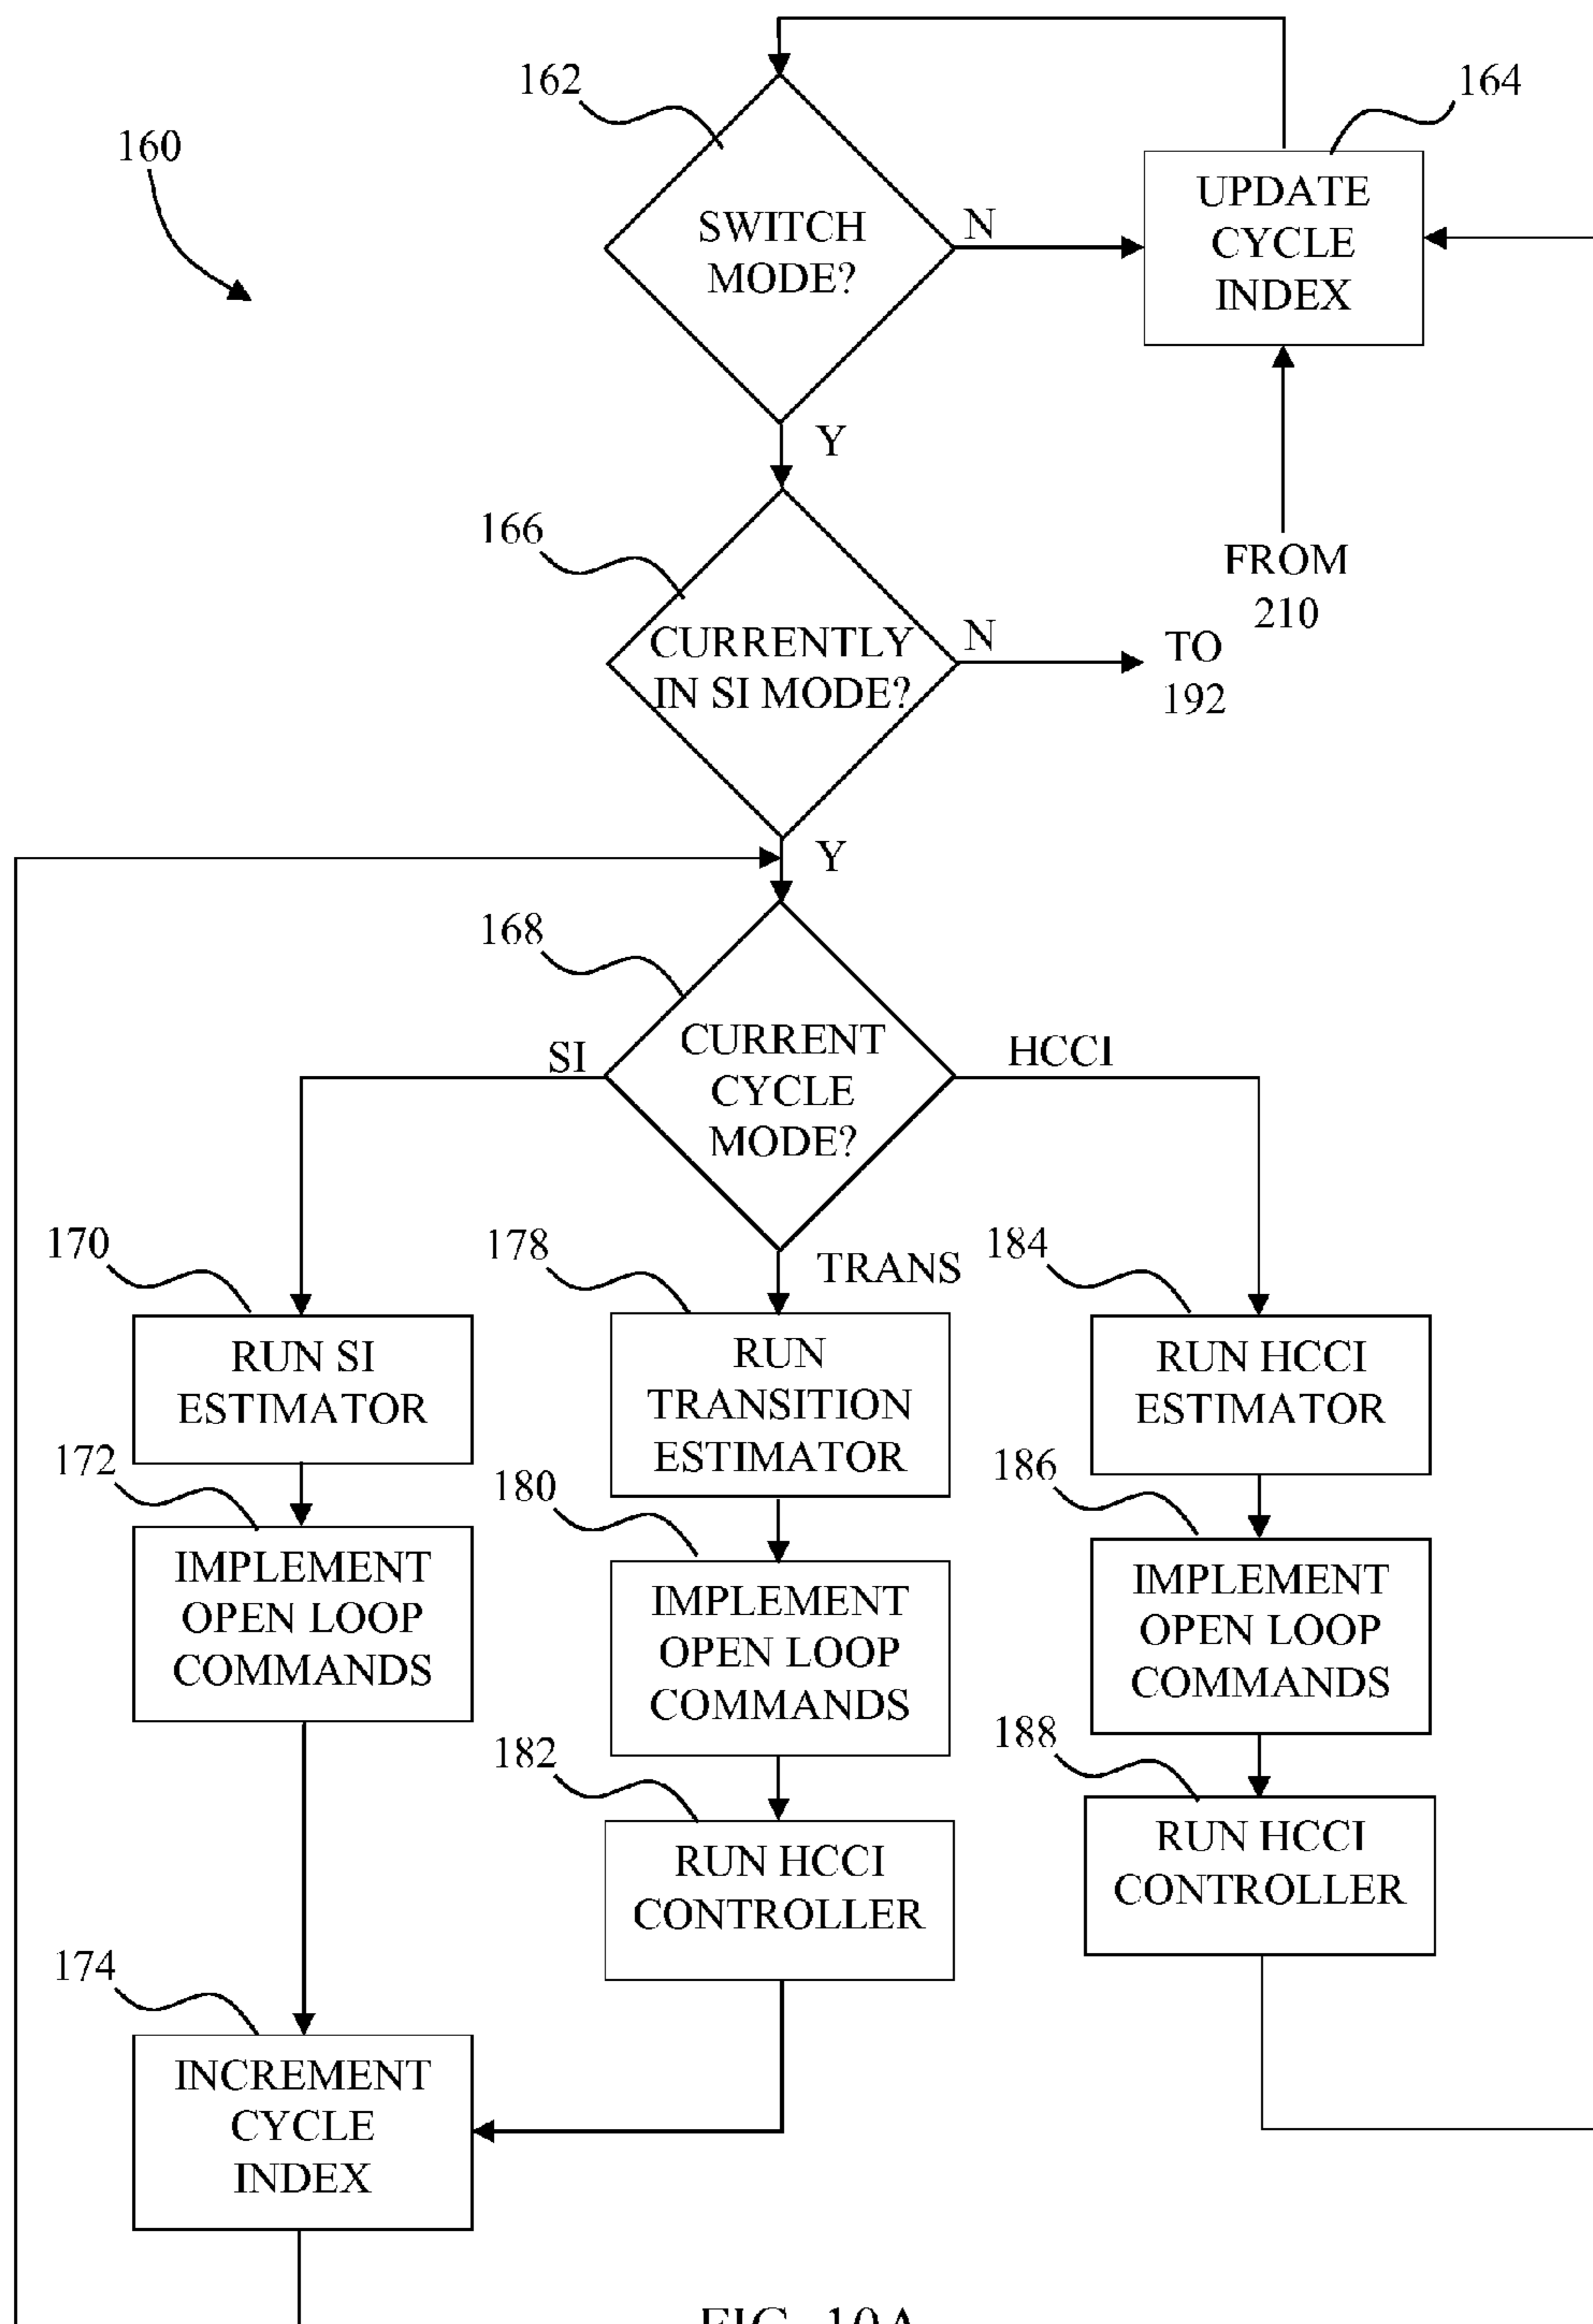 162
164
160
UPDATE
CYCLE
INDEX
SWITCH
MODE?
N
Y
166
FROM
210
CURRENTLY
IN SI MODE?
N
TO
192
Y
168
CURRENT
CYCLE
MODE?
SI
HCCI
TRANS
170
178
184
RUN SI
ESTIMATOR
RUN
TRANSITION
ESTIMATOR
RUN HCCI
ESTIMATOR
172
180
186
IMPLEMENT
OPEN LOOP
COMMANDS
IMPLEMENT
OPEN LOOP
COMMANDS
IMPLEMENT
OPEN LOOP
COMMANDS
182
188
RUN HCCI
CONTROLLER
RUN HCCI
CONTROLLER
174
INCREMENT
CYCLE
INDEX
FIG. 10A